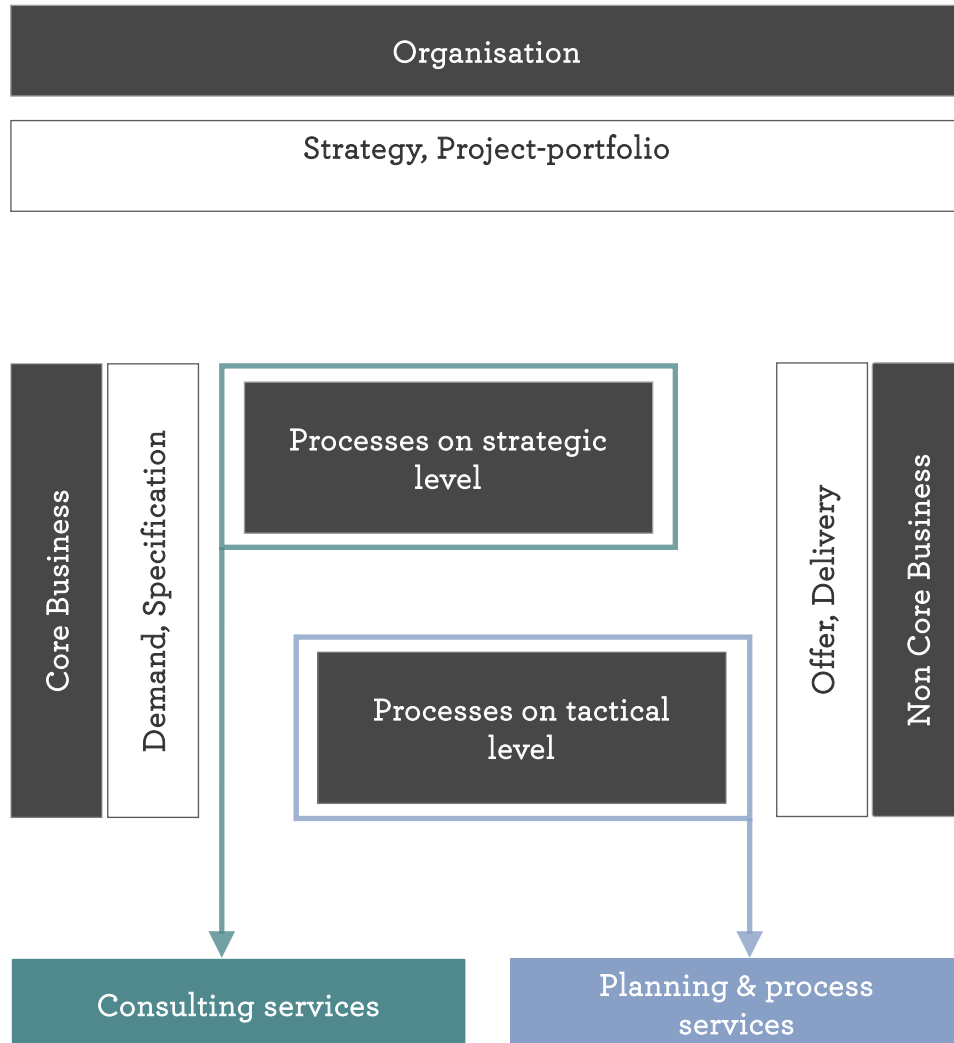 Organisation
Strategy, Project-portfolio
Core Business
Demand, Specification
Processes on strategic
level
Processes on tactical
level
Offer, Delivery
Non Core Business
Consulting services
Planning & process
services